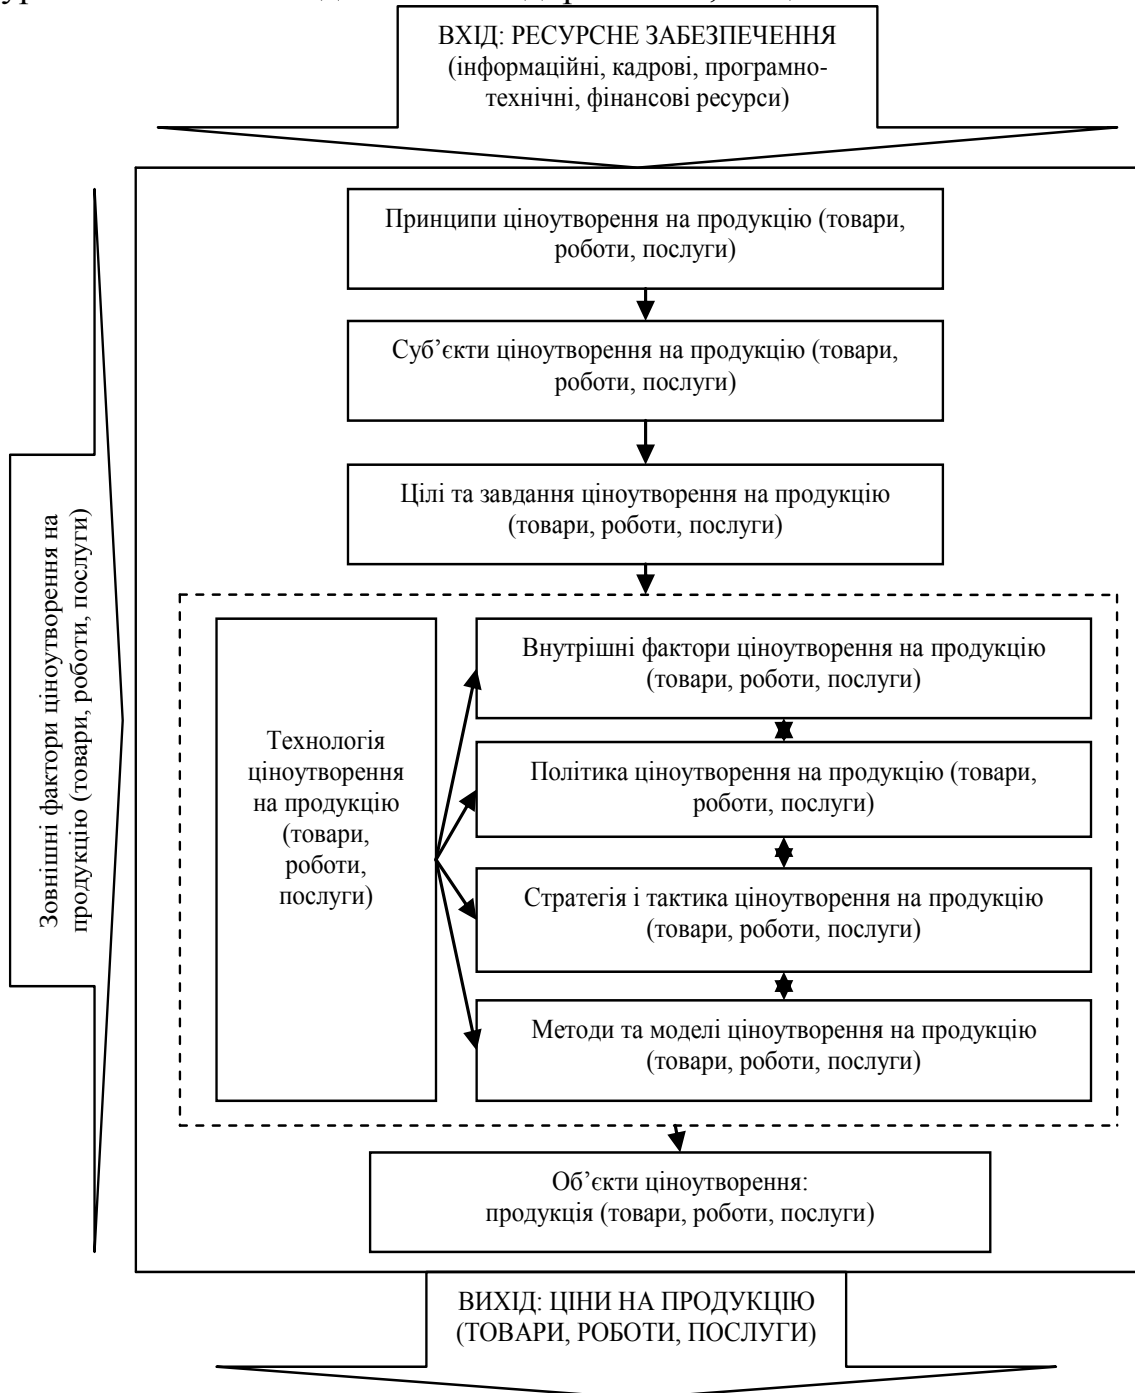 ВХІД: РЕСУРСНЕ ЗАБЕЗПЕЧЕННЯ
(інформаційні, кадрові, програмно-
технічні, фінансові ресурси)
Принципи ціноутворення на продукцію (товари,
роботи, послуги)
Суб’єкти ціноутворення на продукцію (товари,
роботи, послуги)
Цілі та завдання ціноутворення на продукцію
(товари, роботи, послуги)
Зовнішні фактори ціноутворення на
продукцію (товари, роботи, послуги)
Технологія
ціноутворення
на продукцію
(товари,
роботи,
послуги)
Внутрішні фактори ціноутворення на продукцію
(товари, роботи, послуги)
Політика ціноутворення на продукцію (товари,
роботи, послуги)
Стратегія і тактика ціноутворення на продукцію
(товари, роботи, послуги)
Методи та моделі ціноутворення на продукцію
(товари, роботи, послуги)
Об’єкти ціноутворення:
продукція (товари, роботи, послуги)
ВИХІД: ЦІНИ НА ПРОДУКЦІЮ
(ТОВАРИ, РОБОТИ, ПОСЛУГИ)